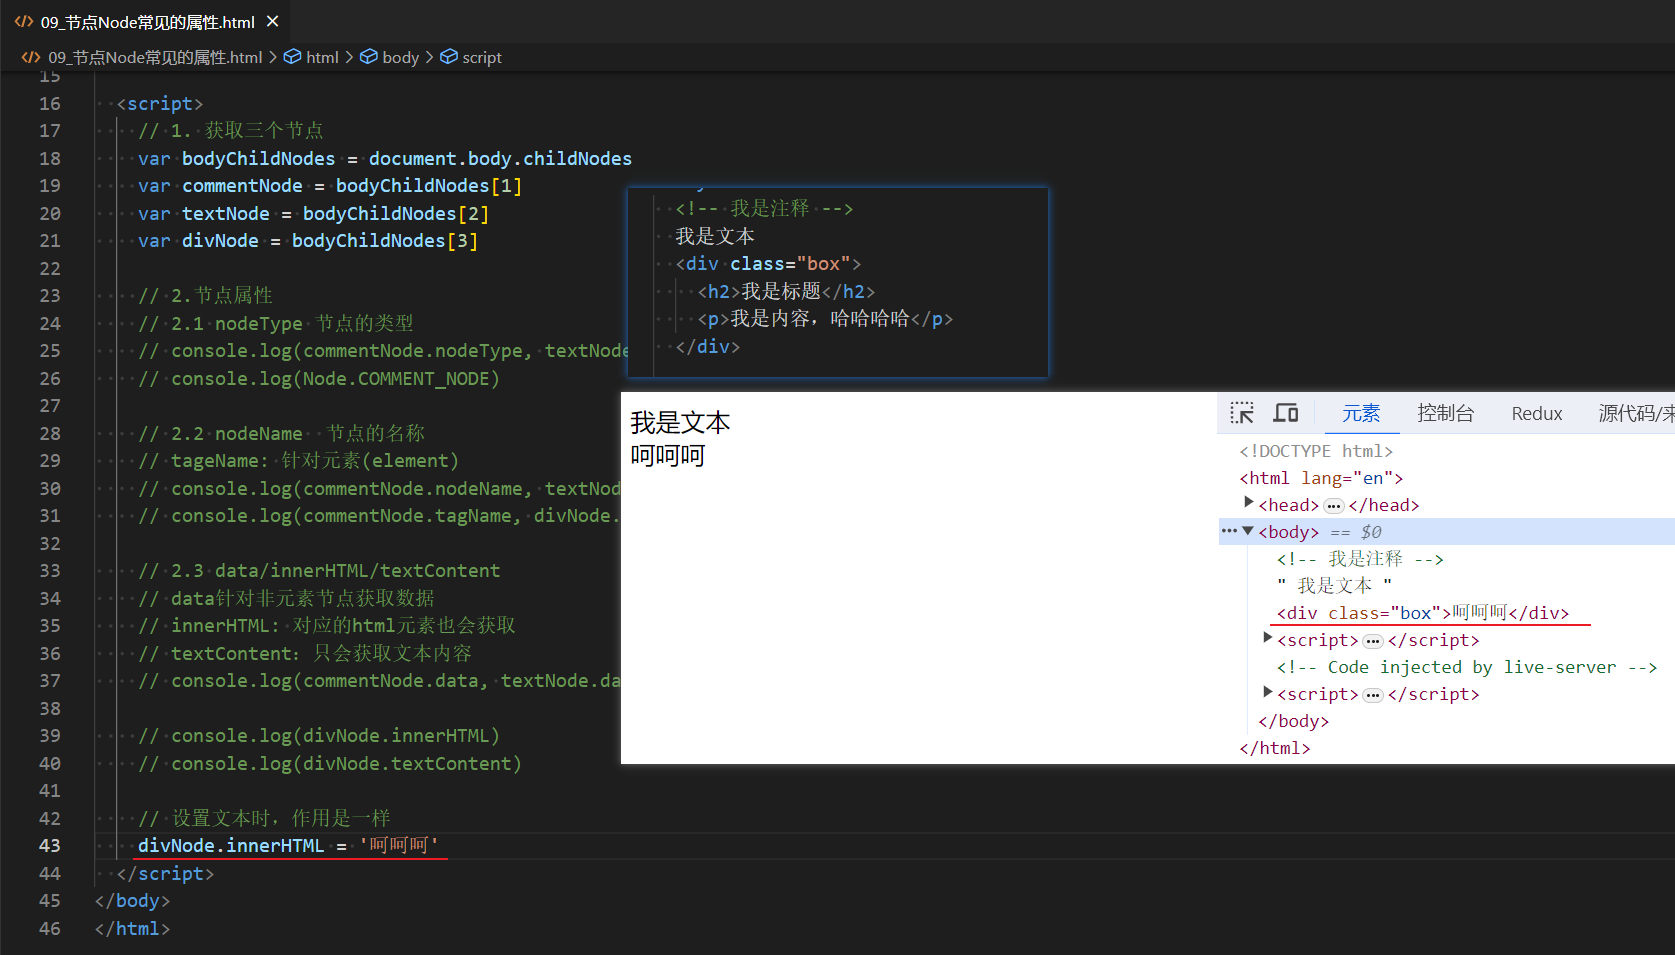 09_节点Node常见的属性.html
09_节点Node常见的属性.html > html > body > script
15
16 <script>
17 // 1. 获取三个节点
18 var bodyChildNodes = document.body.childNodes
19 var commentNode = bodyChildNodes[1]
20 var textNode = bodyChildNodes[2]
21 var divNode = bodyChildNodes[3]
22
23 // 2.节点属性
24 // 2.1 nodeType 节点的类型
25 // console.log(commentNode.nodeType, textNode
26 // console.log(Node.COMMENT_NODE)
27
28 // 2.2 nodeName  节点的名称
29 // tageName: 针对元素(element)
30 // console.log(commentNode.nodeName, textNod
31 // console.log(commentNode.tagName, divNode.
32
33 // 2.3 data/innerHTML/textContent
34 // data针对非元素节点获取数据
35 // innerHTML: 对应的html元素也会获取
36 // textContent: 只会获取文本内容
37 // console.log(commentNode.data, textNode.da
38
39 // console.log(divNode.innerHTML)
40 // console.log(divNode.textContent)
41
42 // 设置文本时, 作用是一样
43 divNode.innerHTML = '呵呵呵'
44 </script>
45 </body>
46 </html>
<!-- 我是注释 -->
我是文本
<div class="box">
<h2>我是标题</h2>
<p>我是内容，哈哈哈哈</p>
</div>
我是文本
呵呵呵
元素 控制台 Redux 源代码/来
<!DOCTYPE html>
<html lang="en">
<head>…</head>
<body> == $0
<!-- 我是注释 -->
" 我是文本 "
<div class="box">呵呵呵</div>
<script>…</script>
<!-- Code injected by live-server -->
<script>…</script>
</body>
</html>